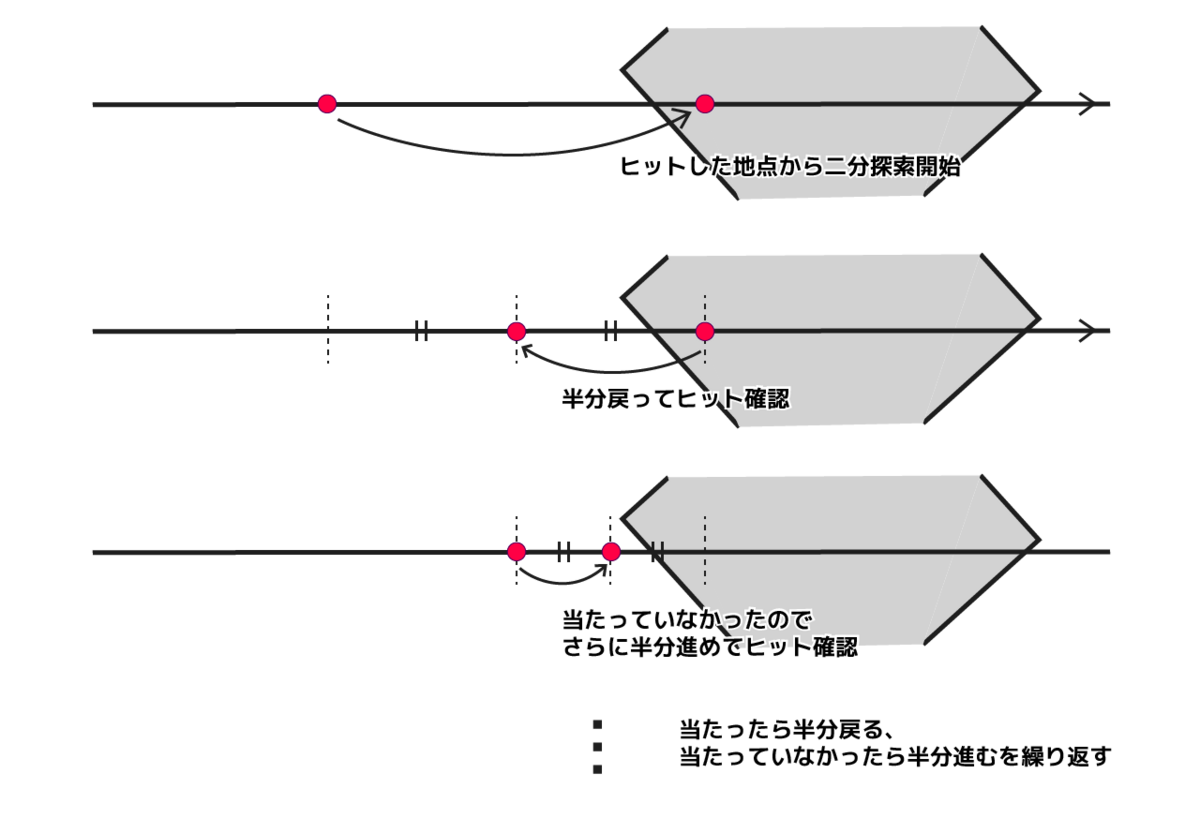 ヒットした地点から二分探索開始
半分戻ってヒット確認
当たっていなかったので
さらに半分進めてヒット確認
当たったら半分戻る、
当たっていなかったら半分進むを繰り返す